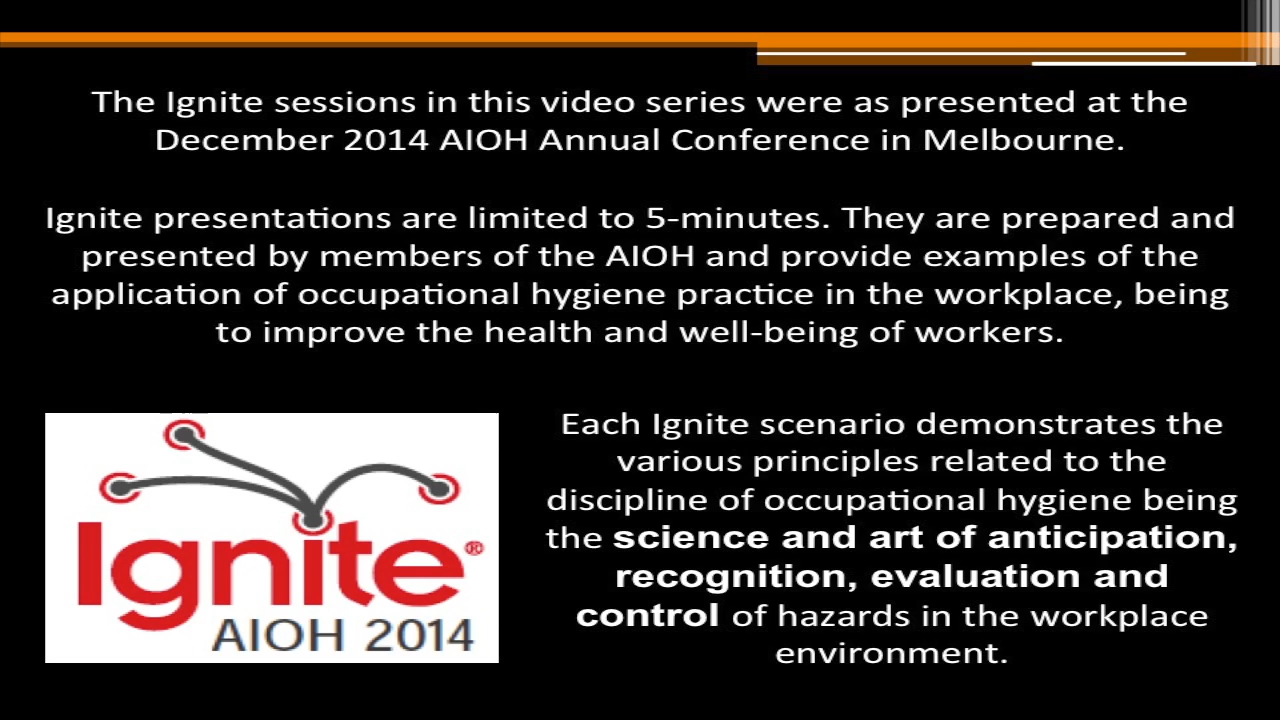 The Ignite sessions in this video series were as presented at the
December 2014 AIOH Annual Conference in Melbourne.
Ignite presentations are limited to 5-minutes. They are prepared and
presented by members of the AIOH and provide examples of the
application of occupational hygiene practice in the workplace, being
to improve the health and well-being of workers.
Each Ignite scenario demonstrates the
various principles related to the
discipline of occupational hygiene being
the science and art of anticipation,
recognition, evaluation and
control of hazards in the workplace
environment.
Ignite®
AIOH 2014